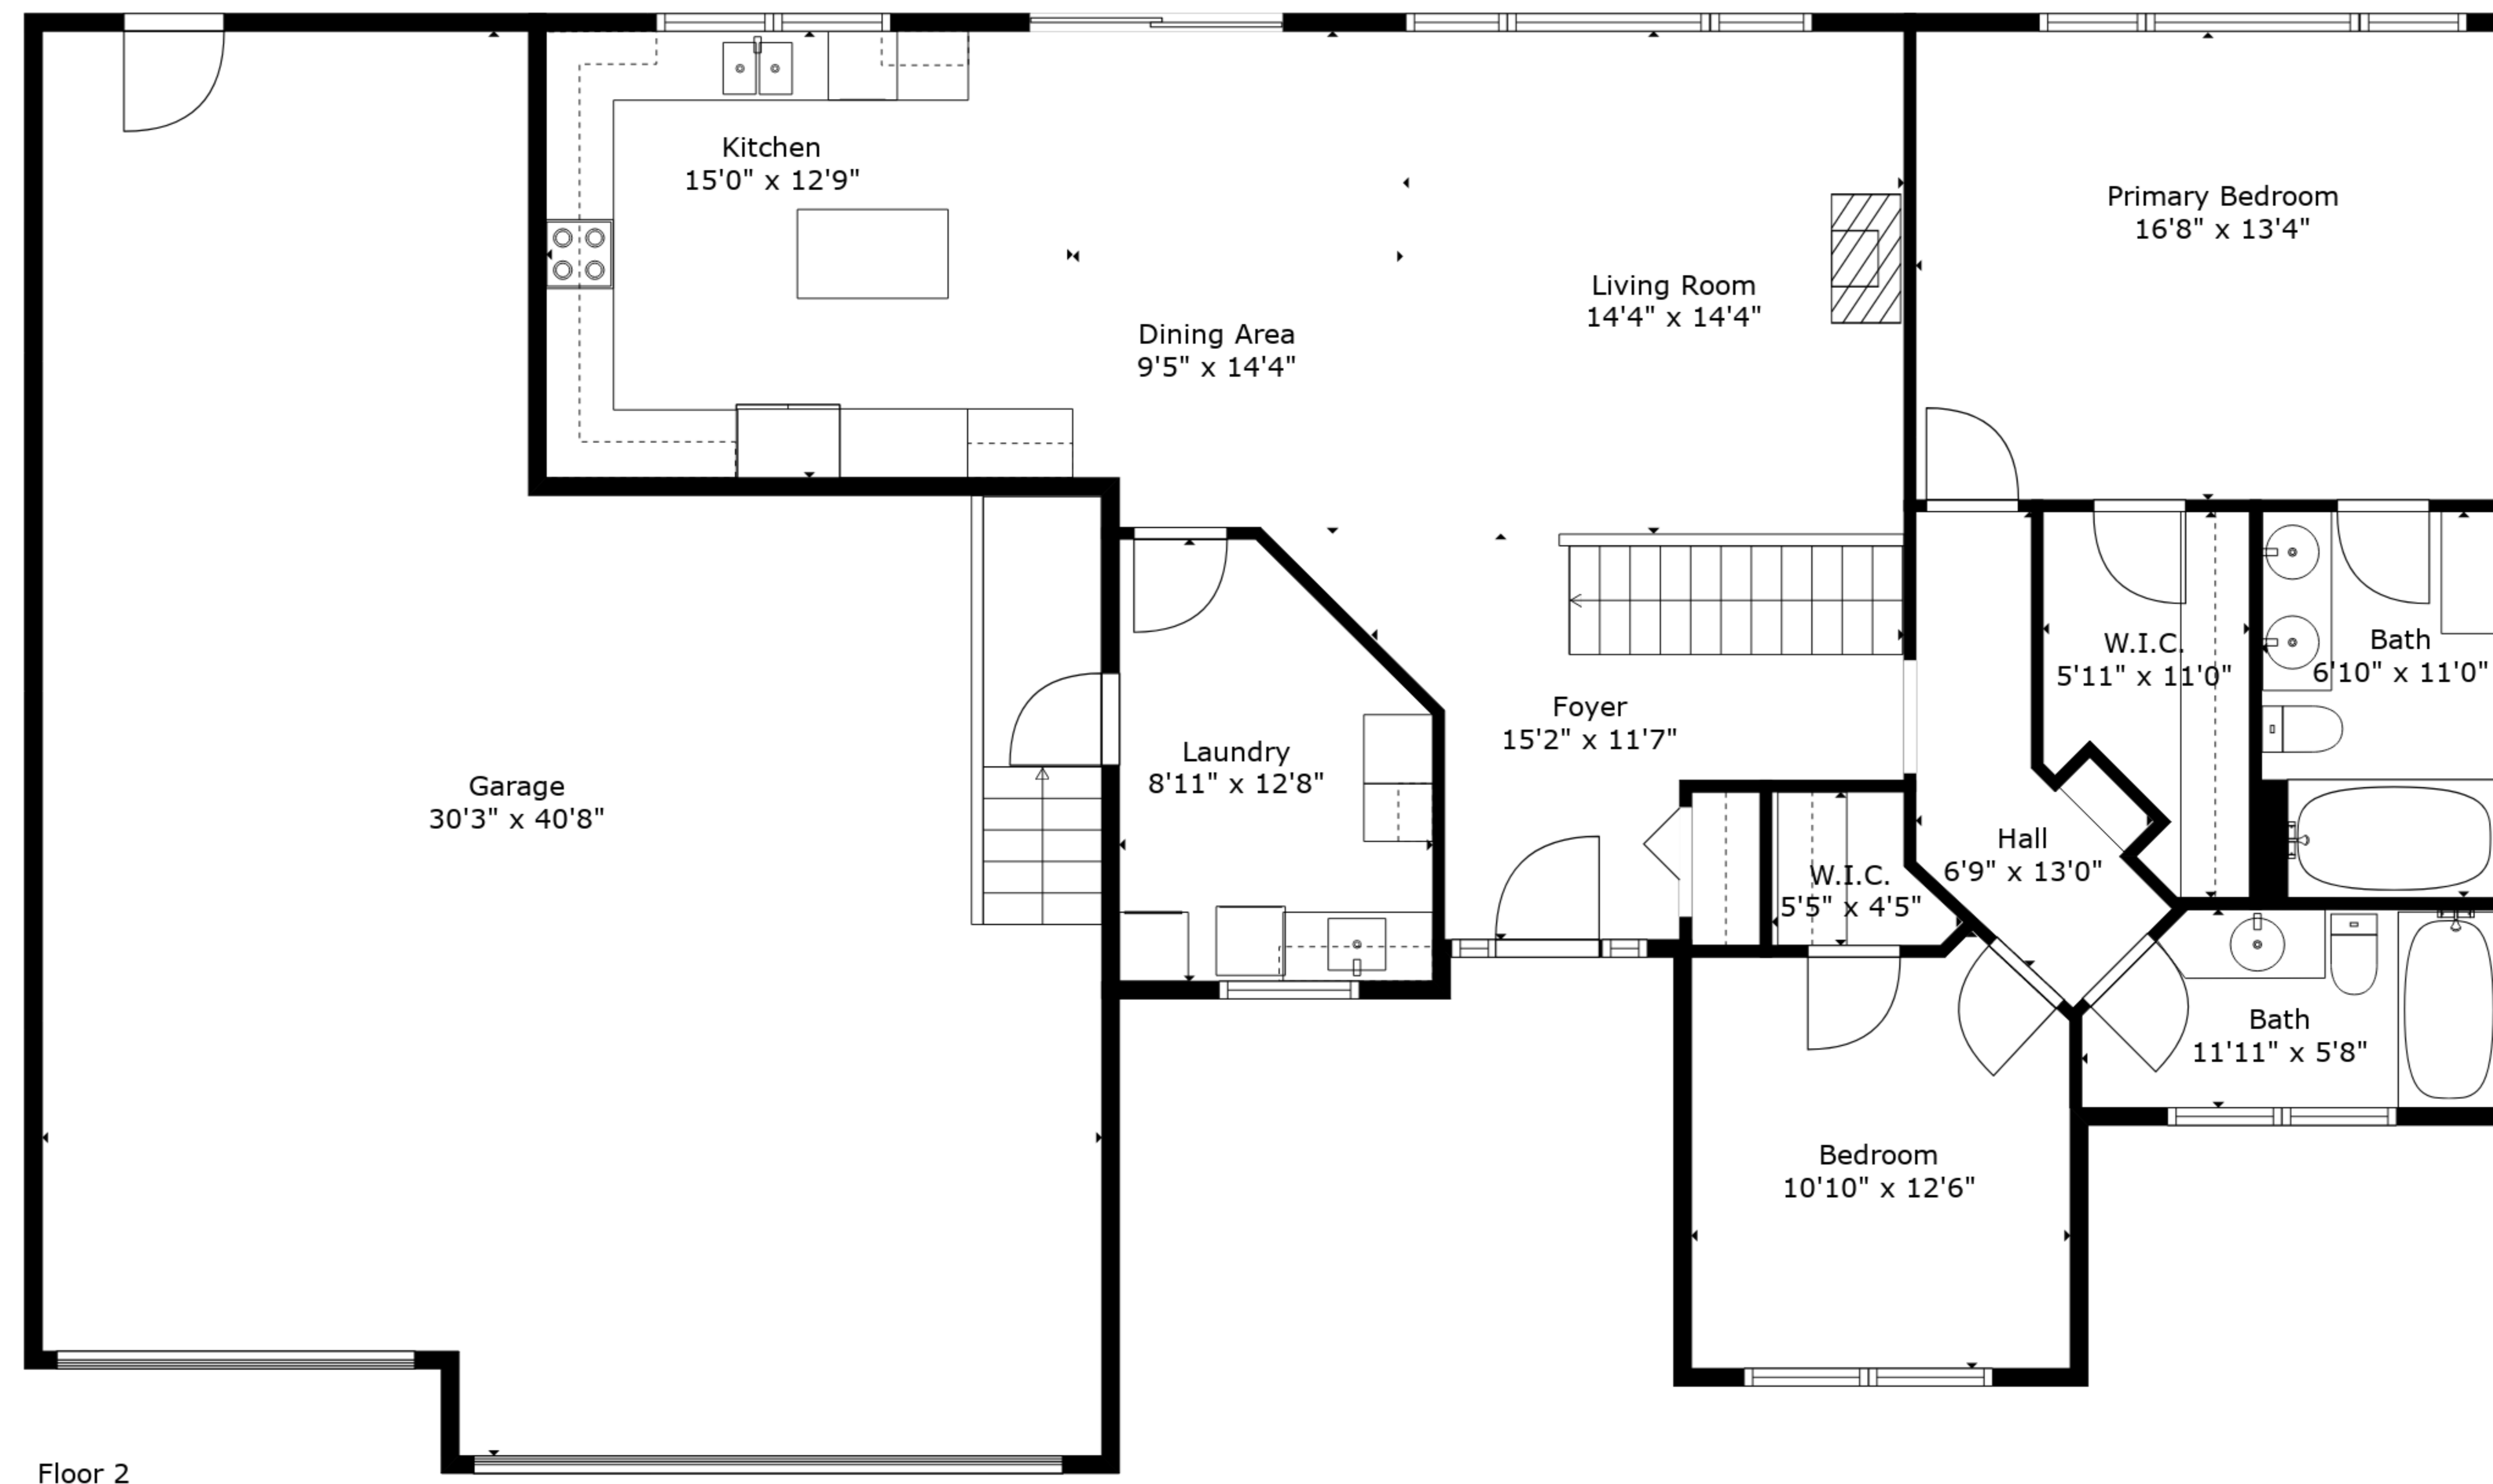 Kitchen
15'0" x 12'9"
Primary Bedroom
16'8" x 13'4"
Living Room
14'4" x 14'4"
Dining Area
9'5" x 14'4"
W.I.C.
5'11" x 11'0"
Bath
6'10" x 11'0"
Foyer
15'2" x 11'7"
Laundry
8'11" x 12'8"
Garage
30'3" x 40'8"
Hall
6'9" x 13'0"
W.I.C.
5'5" x 4'5"
Bath
11'11" x 5'8"
Bedroom
10'10" x 12'6"
Floor 2